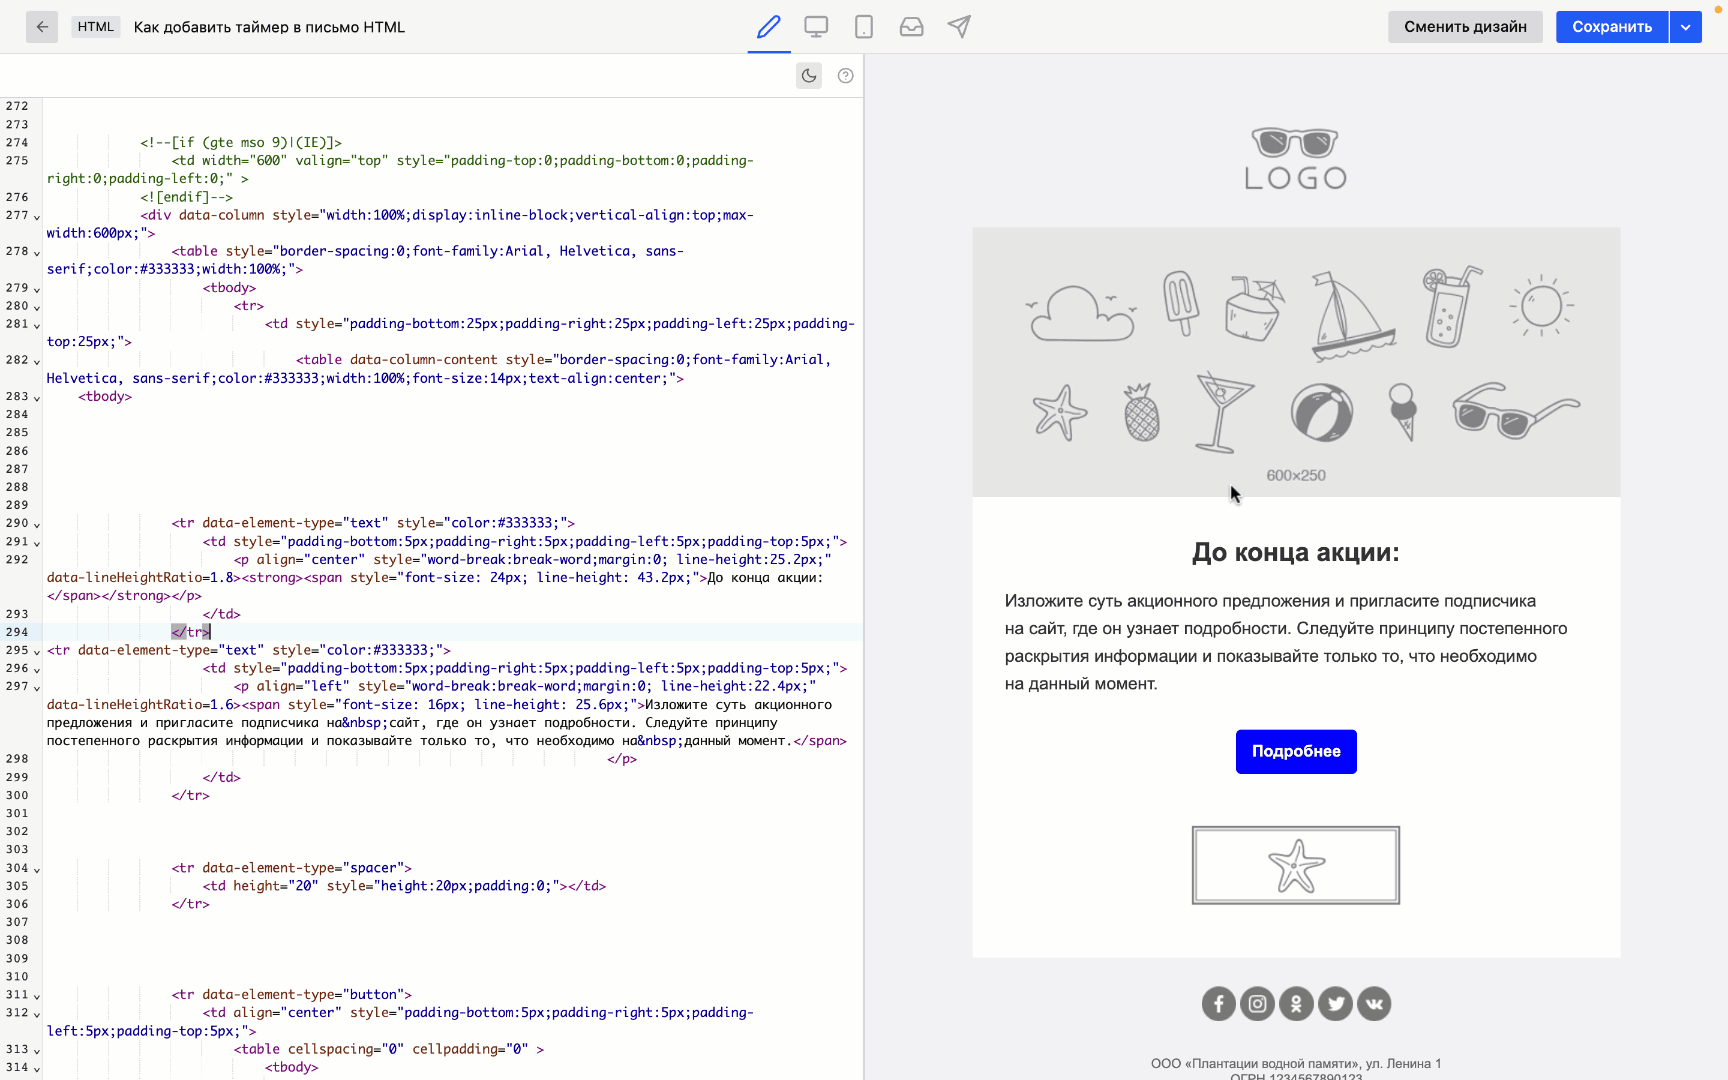 HTML Как добавить таймер в письмо HTML
Сменить дизайн
Сохранить
272
273
274 <!--[if (gte mso 9)|(IE)]>
275 <td width="600" valign="top" style="padding-top:0;padding-bottom:0;padding-
right:0;padding-left:0;" >
276 <![endif]-->
277 <div data-column style="width:100%;display:inline-block;vertical-align:top;max-
width:600px;">
278 <table style="border-spacing:0;font-family:Arial, Helvetica, sans-
serif;color:#333333;width:100%;">
279 <tbody>
280 <tr>
281 <td style="padding-bottom:25px;padding-right:25px;padding-left:25px;padding-
top:25px;">
282 <table data-column-content style="border-spacing:0;font-family:Arial,
Helvetica, sans-serif;color:#333333;width:100%;font-size:14px;text-align:center;">
283 <tbody>
284
285
286
287
288
289
290 <tr data-element-type="text" style="color:#333333;">
291 <td style="padding-bottom:5px;padding-right:5px;padding-left:5px;padding-top:5px;">
292 <p align="center" style="word-break:break-word;margin:0; line-height:25.2px;"
data-lineHeightRatio=1.8><strong><span style="font-size: 24px; line-height: 43.2px;">До конца акции:
</span></strong></p>
293 </td>
294 </tr>
295 <tr data-element-type="text" style="color:#333333;">
296 <td style="padding-bottom:5px;padding-right:5px;padding-left:5px;padding-top:5px;">
297 <p align="left" style="word-break:break-word;margin:0; line-height:22.4px;"
data-lineHeightRatio=1.6><span style="font-size: 16px; line-height: 25.6px;">Изложите суть акционного
предложения и пригласите подписчика на&nbsp;сайт, где он узнает подробности. Следуйте принципу
постепенного раскрытия информации и показывайте только то, что необходимо на&nbsp;данный момент.</span>
298 </p>
299 </td>
300 </tr>
301
302
303
304 <tr data-element-type="spacer">
305 <td height="20" style="height:20px;padding:0;"></td>
306 </tr>
307
308
309
310
311 <tr data-element-type="button">
312 <td align="center" style="padding-bottom:5px;padding-right:5px;padding-
left:5px;padding-top:5px;">
313 <table cellspacing="0" cellpadding="0" >
314 <tbody>
LOGO
600×250
До конца акции:
Изложите суть акционного предложения и пригласите подписчика
на сайт, где он узнает подробности. Следуйте принципу постепенного
раскрытия информации и показывайте только то, что необходимо
на данный момент.
Подробнее
ООО «Плантации водной памяти», ул. Ленина 1
ОГРН 1234567890123